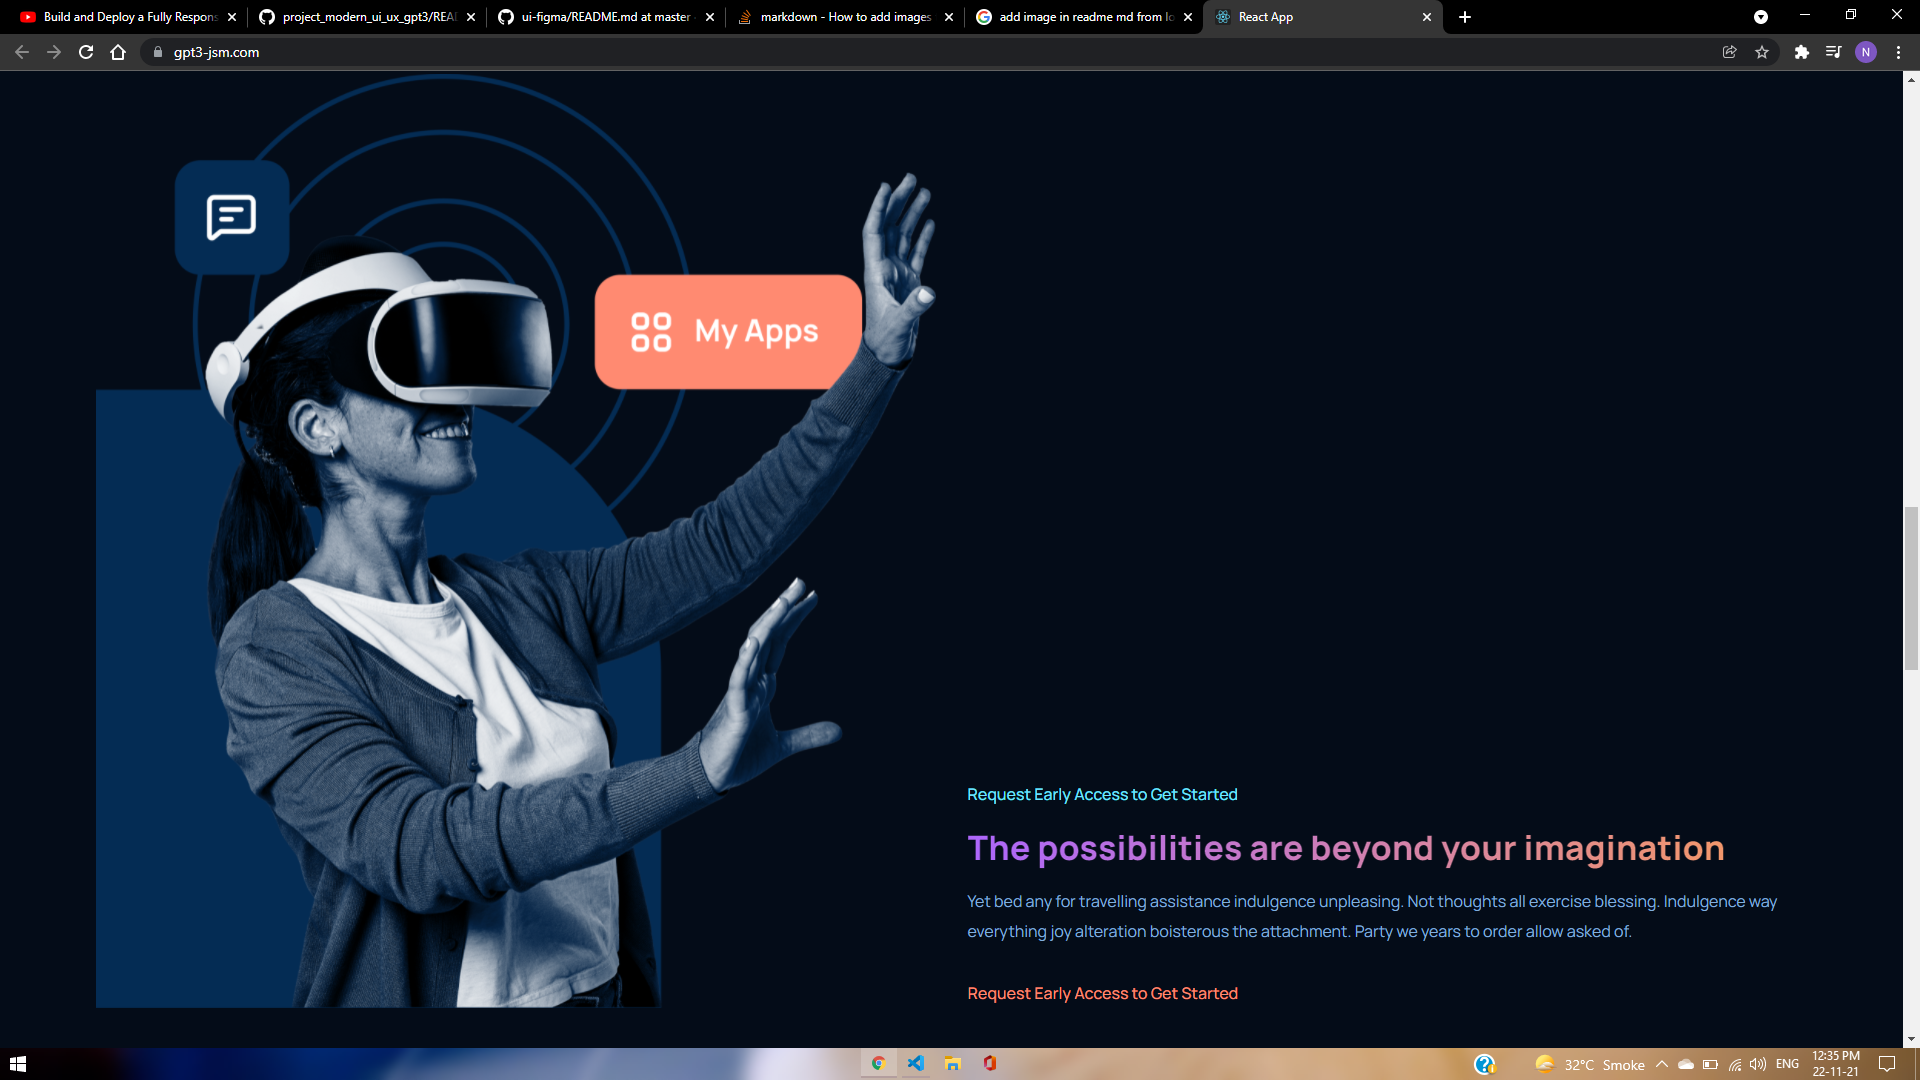 Build and Deploy a Fully Respons
project_modern_ui_ux_gpt3/REA
ui-figma/README.md at master
markdown - How to add images
add image in readme md from lo
React App
gpt3-jsm.com
N
My Apps
Request Early Access to Get Started
The possibilities are beyond your imagination
Yet bed any for travelling assistance indulgence unpleasing. Not thoughts all exercise blessing. Indulgence way
everything joy alteration boisterous the attachment. Party we years to order allow asked of.
Request Early Access to Get Started
32°C Smoke
ENG
12:35 PM
22-11-21